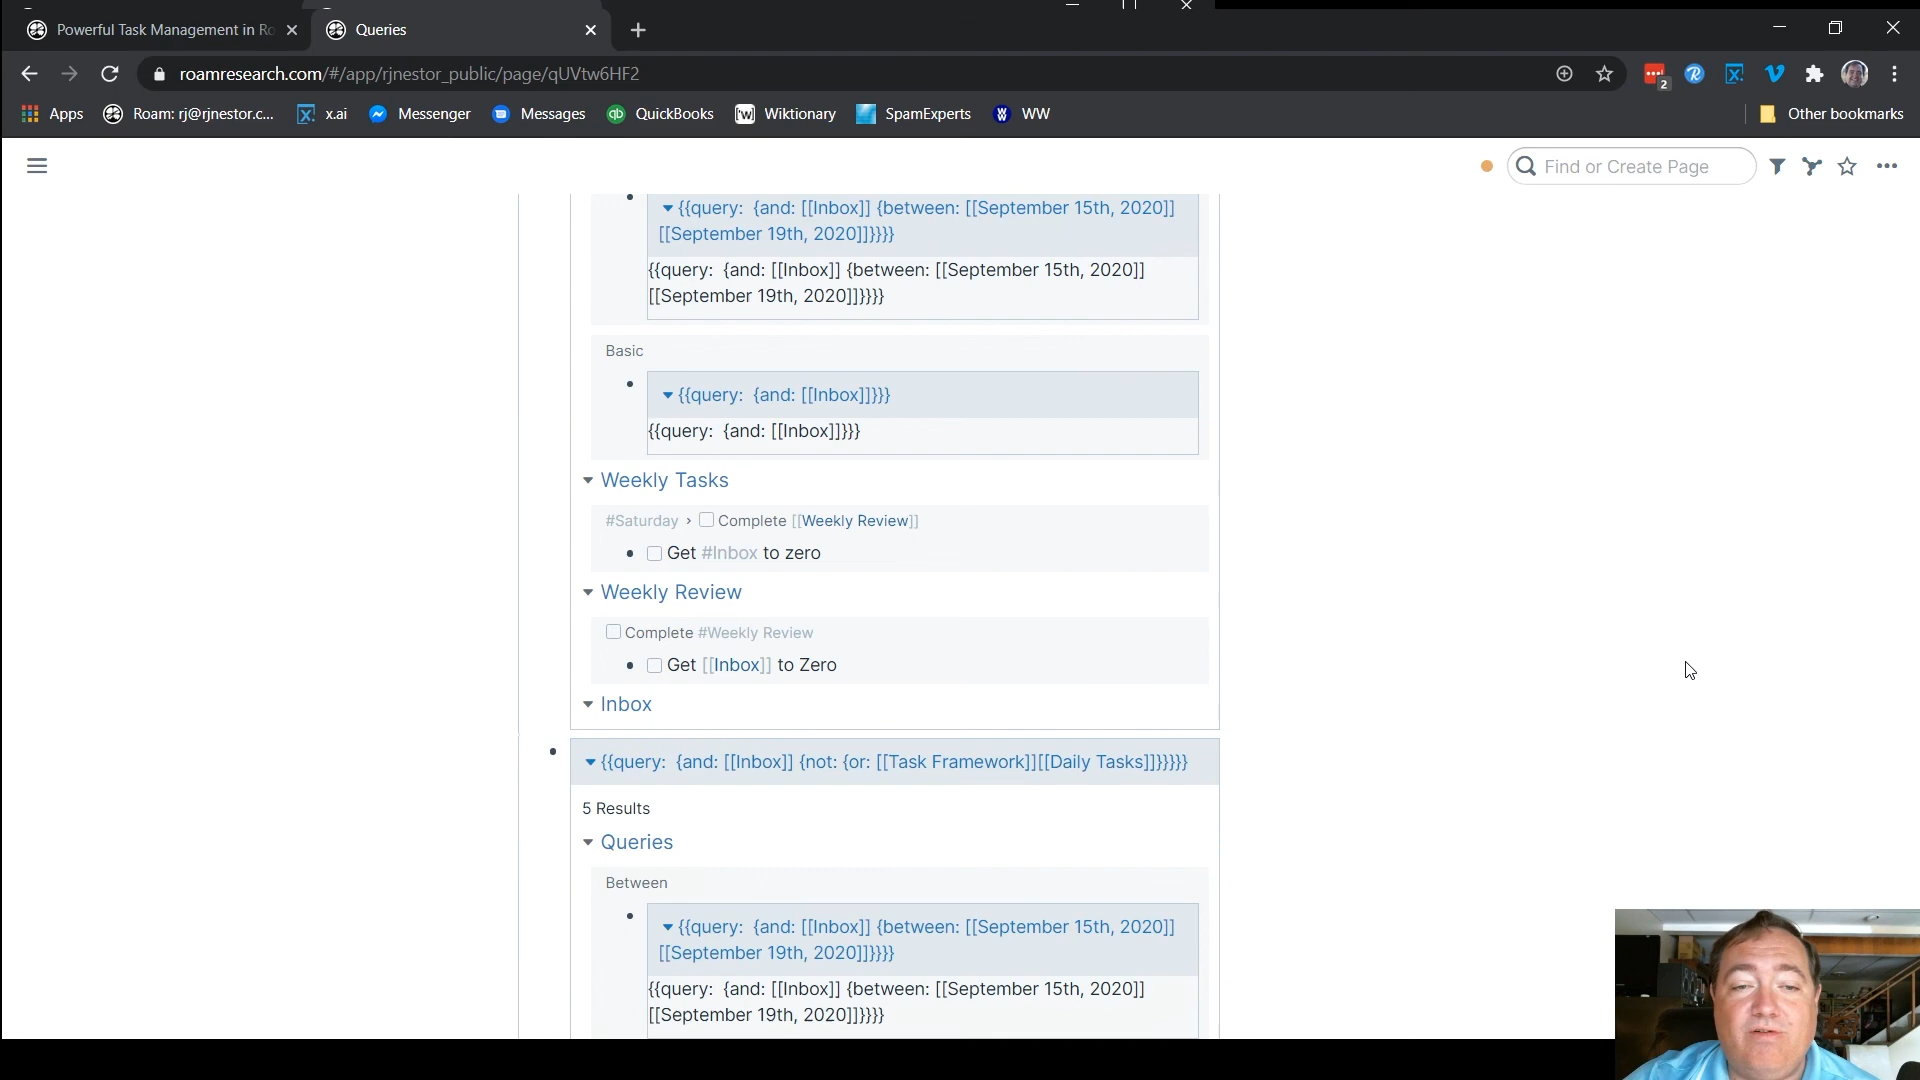 Powerful Task Management in Ro
Queries
roamresearch.com/#/app/rjnestor_public/page/qUVtw6HF2
2
Apps
Roam: rj@rjnestor.c...
x.ai
Messenger
Messages
QuickBooks
Wiktionary
SpamExperts
WW
Other bookmarks
Find or Create Page
{{query: {and: [[Inbox]] {between: [[September 15th, 2020]]
[[September 19th, 2020]]}}}}
{{query: {and: [[Inbox]] {between: [[September 15th, 2020]]
[[September 19th, 2020]]}}}}
Basic
{{query: {and: [[Inbox]]}}}
{{query: {and: [[Inbox]]}}}
Weekly Tasks
#Saturday › Complete [[Weekly Review]]
Get #Inbox to zero
Weekly Review
Complete #Weekly Review
Get [[Inbox]] to Zero
Inbox
{{query: {and: [[Inbox]] {not: {or: [[Task Framework]][[Daily Tasks]]}}}}}
5 Results
Queries
Between
{{query: {and: [[Inbox]] {between: [[September 15th, 2020]]
[[September 19th, 2020]]}}}}
{{query: {and: [[Inbox]] {between: [[September 15th, 2020]]
[[September 19th, 2020]]}}}}